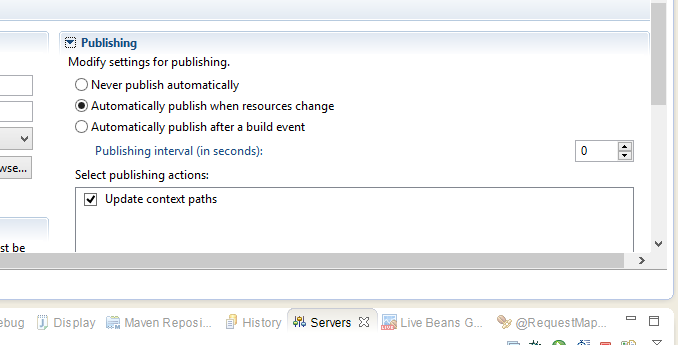 Publishing
Modify settings for publishing.
Never publish automatically
Automatically publish when resources change
Automatically publish after a build event
Publishing interval (in seconds): 0
wse...
Select publishing actions:
Update context paths
st be
ebug Display Maven Reposi... History Servers Live Beans G... @RequestMap...